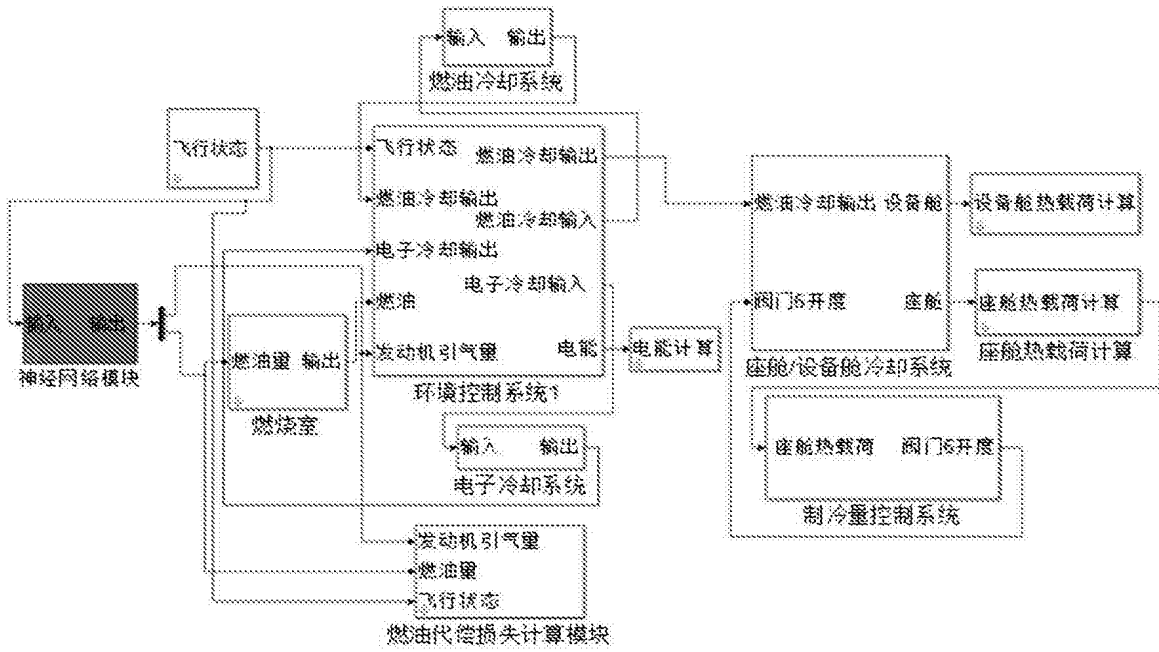 输入 输出
燃油冷却系统
飞行状态
飞行状态 燃油冷却输出
燃油冷却输出
燃油冷却输入
电子冷却输出
电子冷却输入
燃油
发动机引气量 电能
环境控制系统1
输入 输出
神经网络模块
燃油量 输出
燃烧室
电能计算
输入 输出
电子冷却系统
发动机引气量
燃油量
飞行状态
燃油代偿损失计算模块
燃油冷却输出 设备舱
阀门6开度 座舱
座舱/设备舱冷却系统
设备舱热载荷计算
座舱热载荷计算
座舱热载荷计算
座舱热载荷 阀门6开度
制冷量控制系统